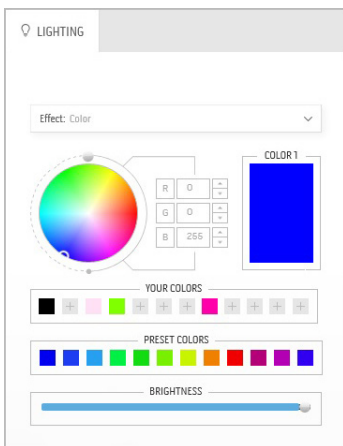 LIGHTING
Effect: Color
COLOR 1
R 0
G 0
B 255
YOUR COLORS
+ + + + + + + +
PRESET COLORS
BRIGHTNESS